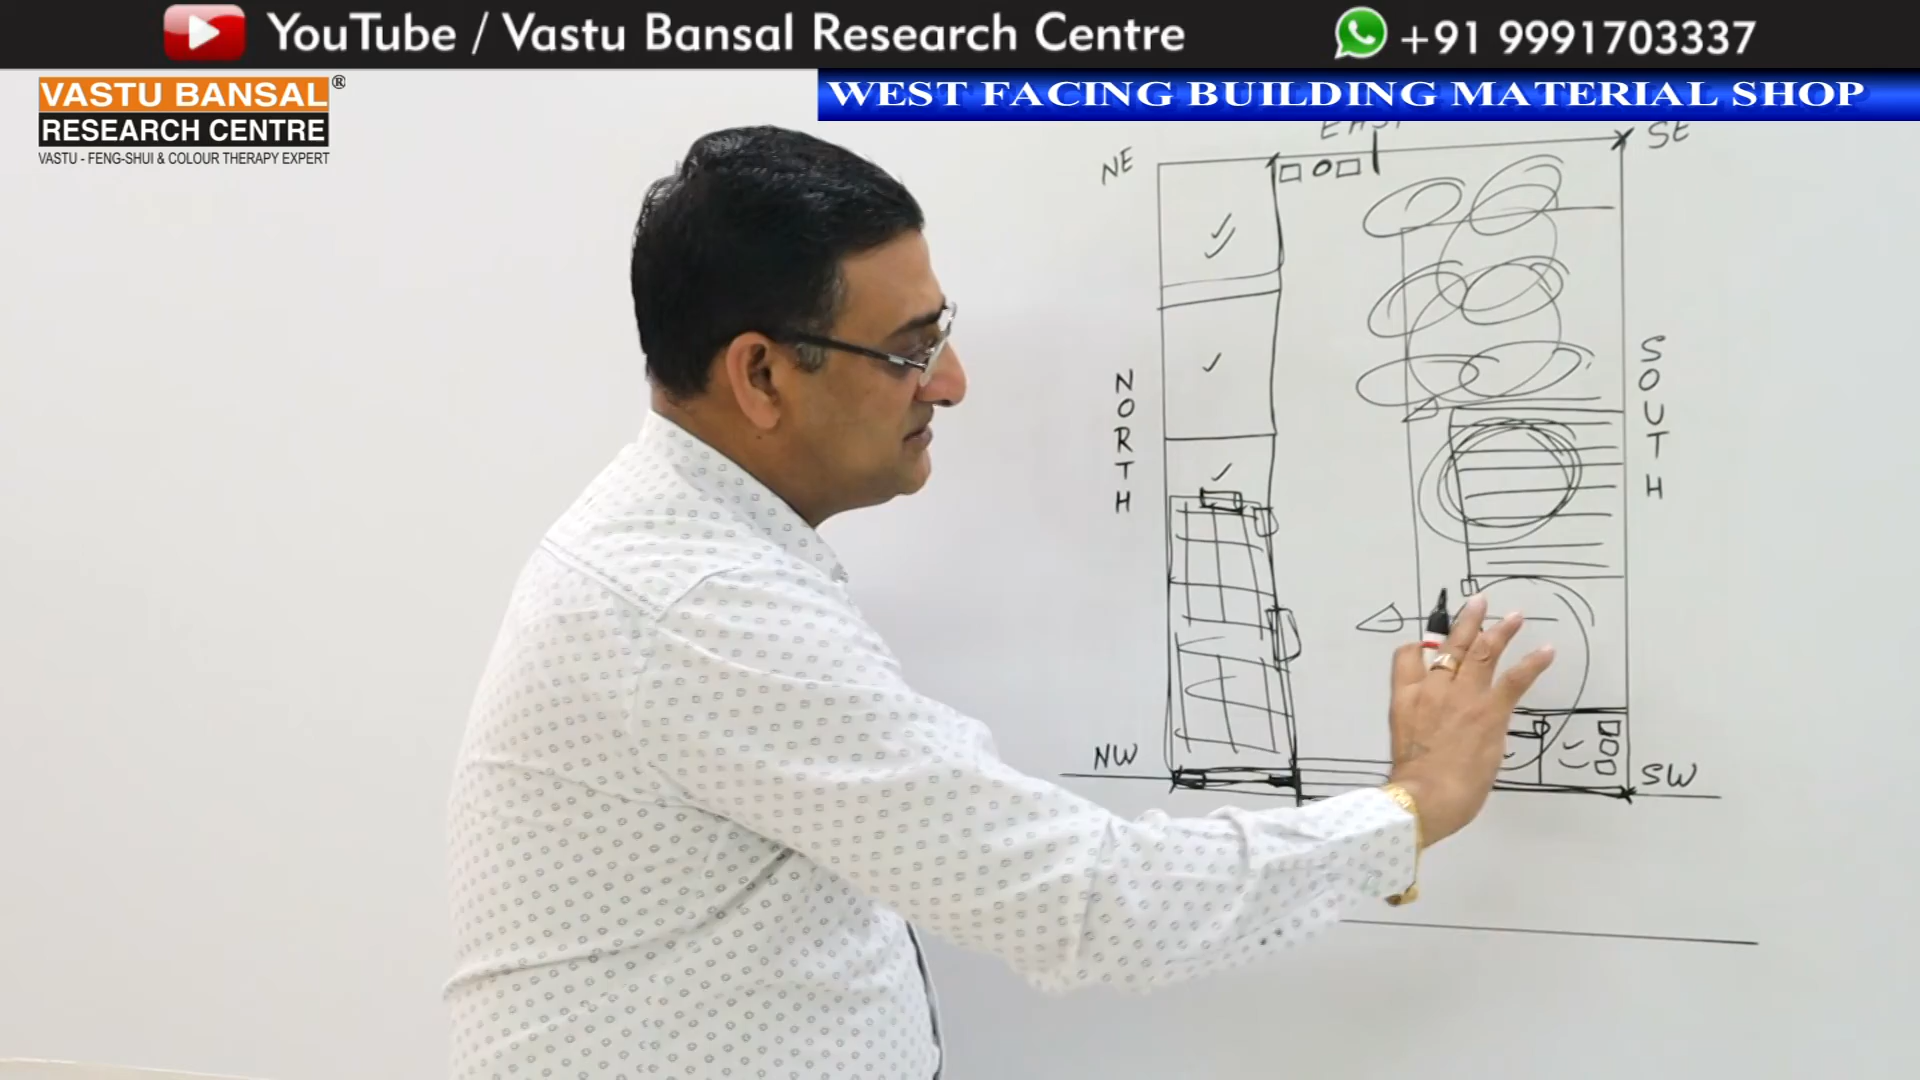 YouTube / Vastu Bansal Research Centre
+91 9991703337
VASTU BANSAL ®
RESEARCH CENTRE
VASTU - FENG-SHUI & COLOUR THERAPY EXPERT
WEST FACING BUILDING MATERIAL SHOP
EAST
NE
SE
NORTH
SOUTH
NW
SW